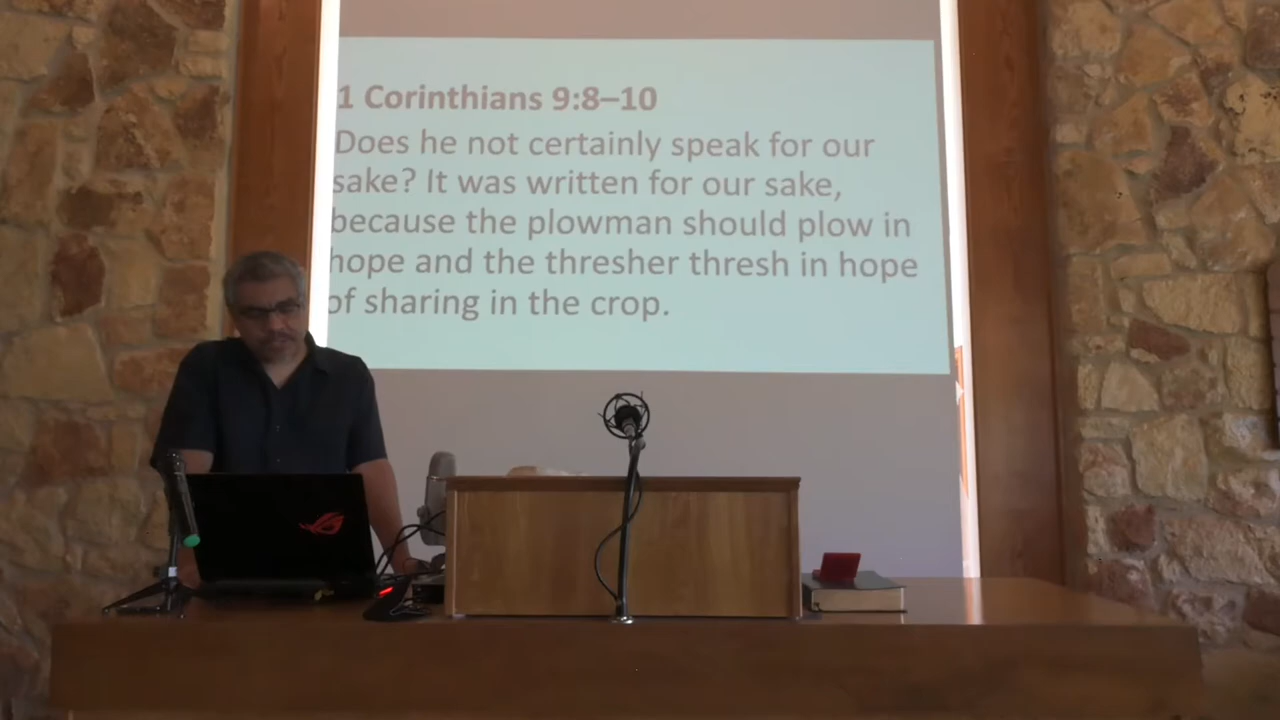 1 Corinthians 9:8–10
Does he not certainly speak for our
sake? It was written for our sake,
because the plowman should plow in
hope and the thresher thresh in hope
of sharing in the crop.